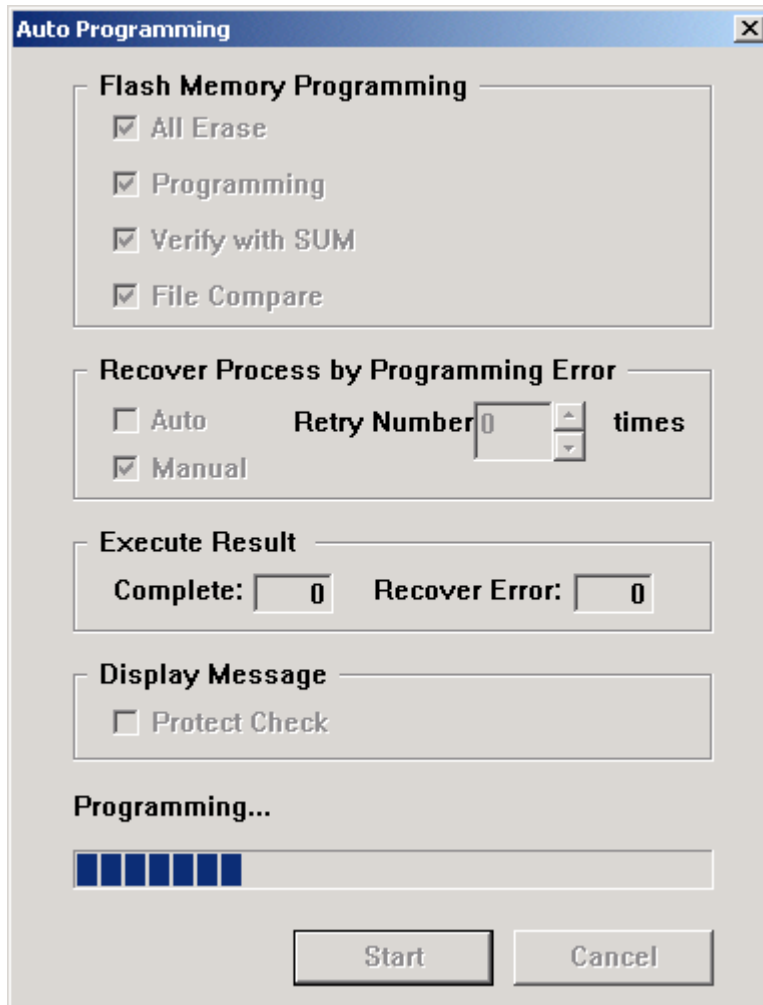 Auto Programming
Flash Memory Programming
All Erase
Programming
Verify with SUM
File Compare
Recover Process by Programming Error
Auto Retry Number 0 times
Manual
Execute Result
Complete: 0 Recover Error: 0
Display Message
Protect Check
Programming...
Start Cancel